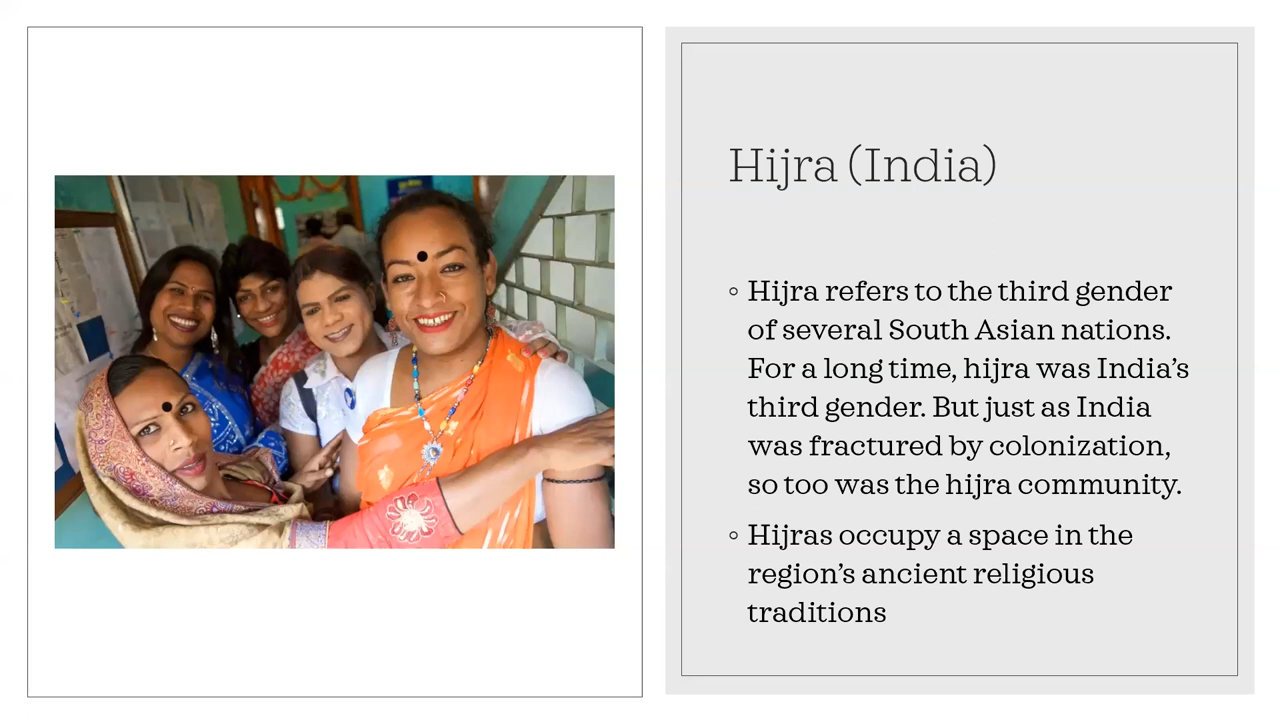 Hijra (India)
◦ Hijra refers to the third gender
of several South Asian nations.
For a long time, hijra was India’s
third gender. But just as India
was fractured by colonization,
so too was the hijra community.
◦ Hijras occupy a space in the
region’s ancient religious
traditions